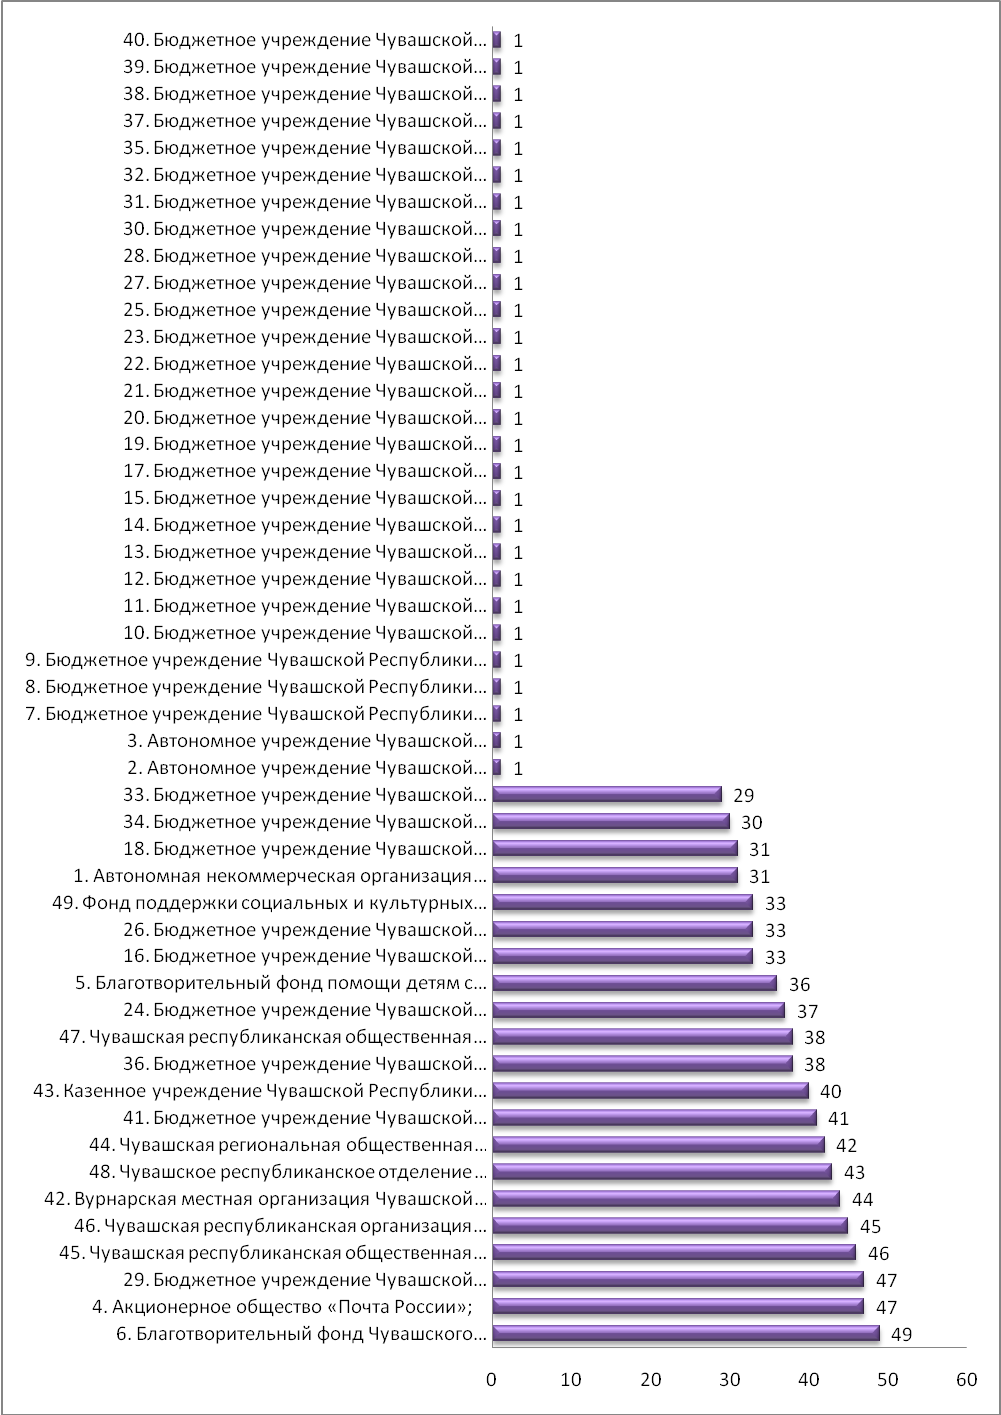 40. Бюджетное учреждение Чувашской... 1
39. Бюджетное учреждение Чувашской... 1
38. Бюджетное учреждение Чувашской... 1
37. Бюджетное учреждение Чувашской... 1
35. Бюджетное учреждение Чувашской... 1
32. Бюджетное учреждение Чувашской... 1
31. Бюджетное учреждение Чувашской... 1
30. Бюджетное учреждение Чувашской... 1
28. Бюджетное учреждение Чувашской... 1
27. Бюджетное учреждение Чувашской... 1
25. Бюджетное учреждение Чувашской... 1
23. Бюджетное учреждение Чувашской... 1
22. Бюджетное учреждение Чувашской... 1
21. Бюджетное учреждение Чувашской... 1
20. Бюджетное учреждение Чувашской... 1
19. Бюджетное учреждение Чувашской... 1
17. Бюджетное учреждение Чувашской... 1
15. Бюджетное учреждение Чувашской... 1
14. Бюджетное учреждение Чувашской... 1
13. Бюджетное учреждение Чувашской... 1
12. Бюджетное учреждение Чувашской... 1
11. Бюджетное учреждение Чувашской... 1
10. Бюджетное учреждение Чувашской... 1
9. Бюджетное учреждение Чувашской Республики... 1
8. Бюджетное учреждение Чувашской Республики... 1
7. Бюджетное учреждение Чувашской Республики... 1
3. Автономное учреждение Чувашской... 1
2. Автономное учреждение Чувашской... 1
33. Бюджетное учреждение Чувашской... 29
34. Бюджетное учреждение Чувашской... 30
18. Бюджетное учреждение Чувашской... 31
1. Автономная некоммерческая организация... 31
49. Фонд поддержки социальных и культурных... 33
26. Бюджетное учреждение Чувашской... 33
16. Бюджетное учреждение Чувашской... 33
5. Благотворительный фонд помощи детям с... 36
24. Бюджетное учреждение Чувашской... 37
47. Чувашская республиканская общественная... 38
36. Бюджетное учреждение Чувашской... 38
43. Казенное учреждение Чувашской Республики... 40
41. Бюджетное учреждение Чувашской... 41
44. Чувашская региональная общественная... 42
48. Чувашское республиканское отделение... 43
42. Вурнарская местная организация Чувашской... 44
46. Чувашская республиканская организация... 45
45. Чувашская республиканская общественная... 46
29. Бюджетное учреждение Чувашской... 47
4. Акционерное общество «Почта России»; 47
6. Благотворительный фонд Чувашского... 49
0 10 20 30 40 50 60